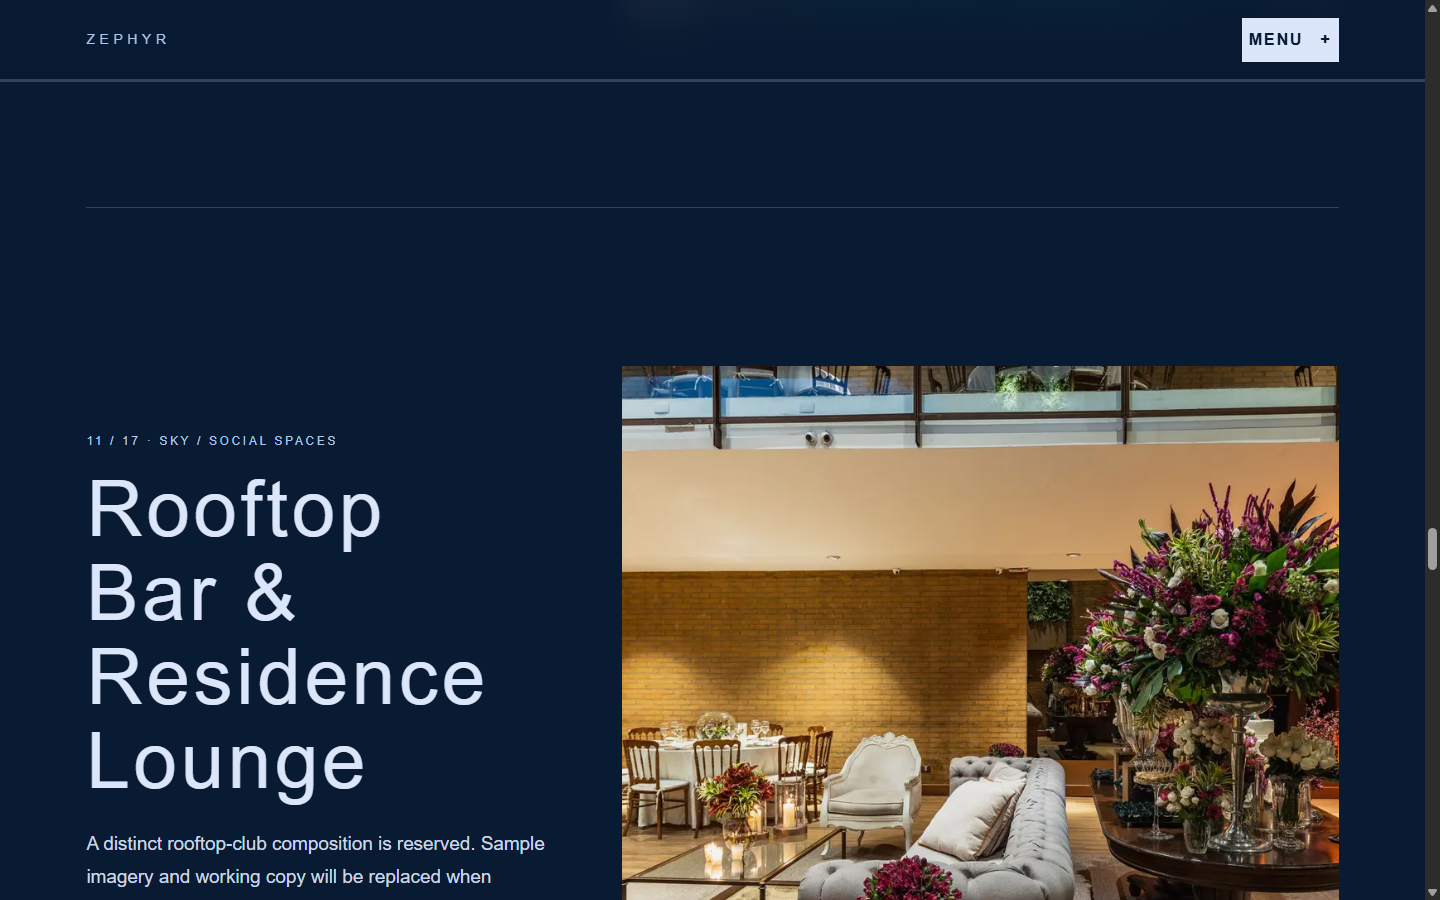 ZEPHYR
MENU +
11 / 17 · SKY / SOCIAL SPACES
Rooftop
Bar &
Residence
Lounge
A distinct rooftop-club composition is reserved. Sample
imagery and working copy will be replaced when